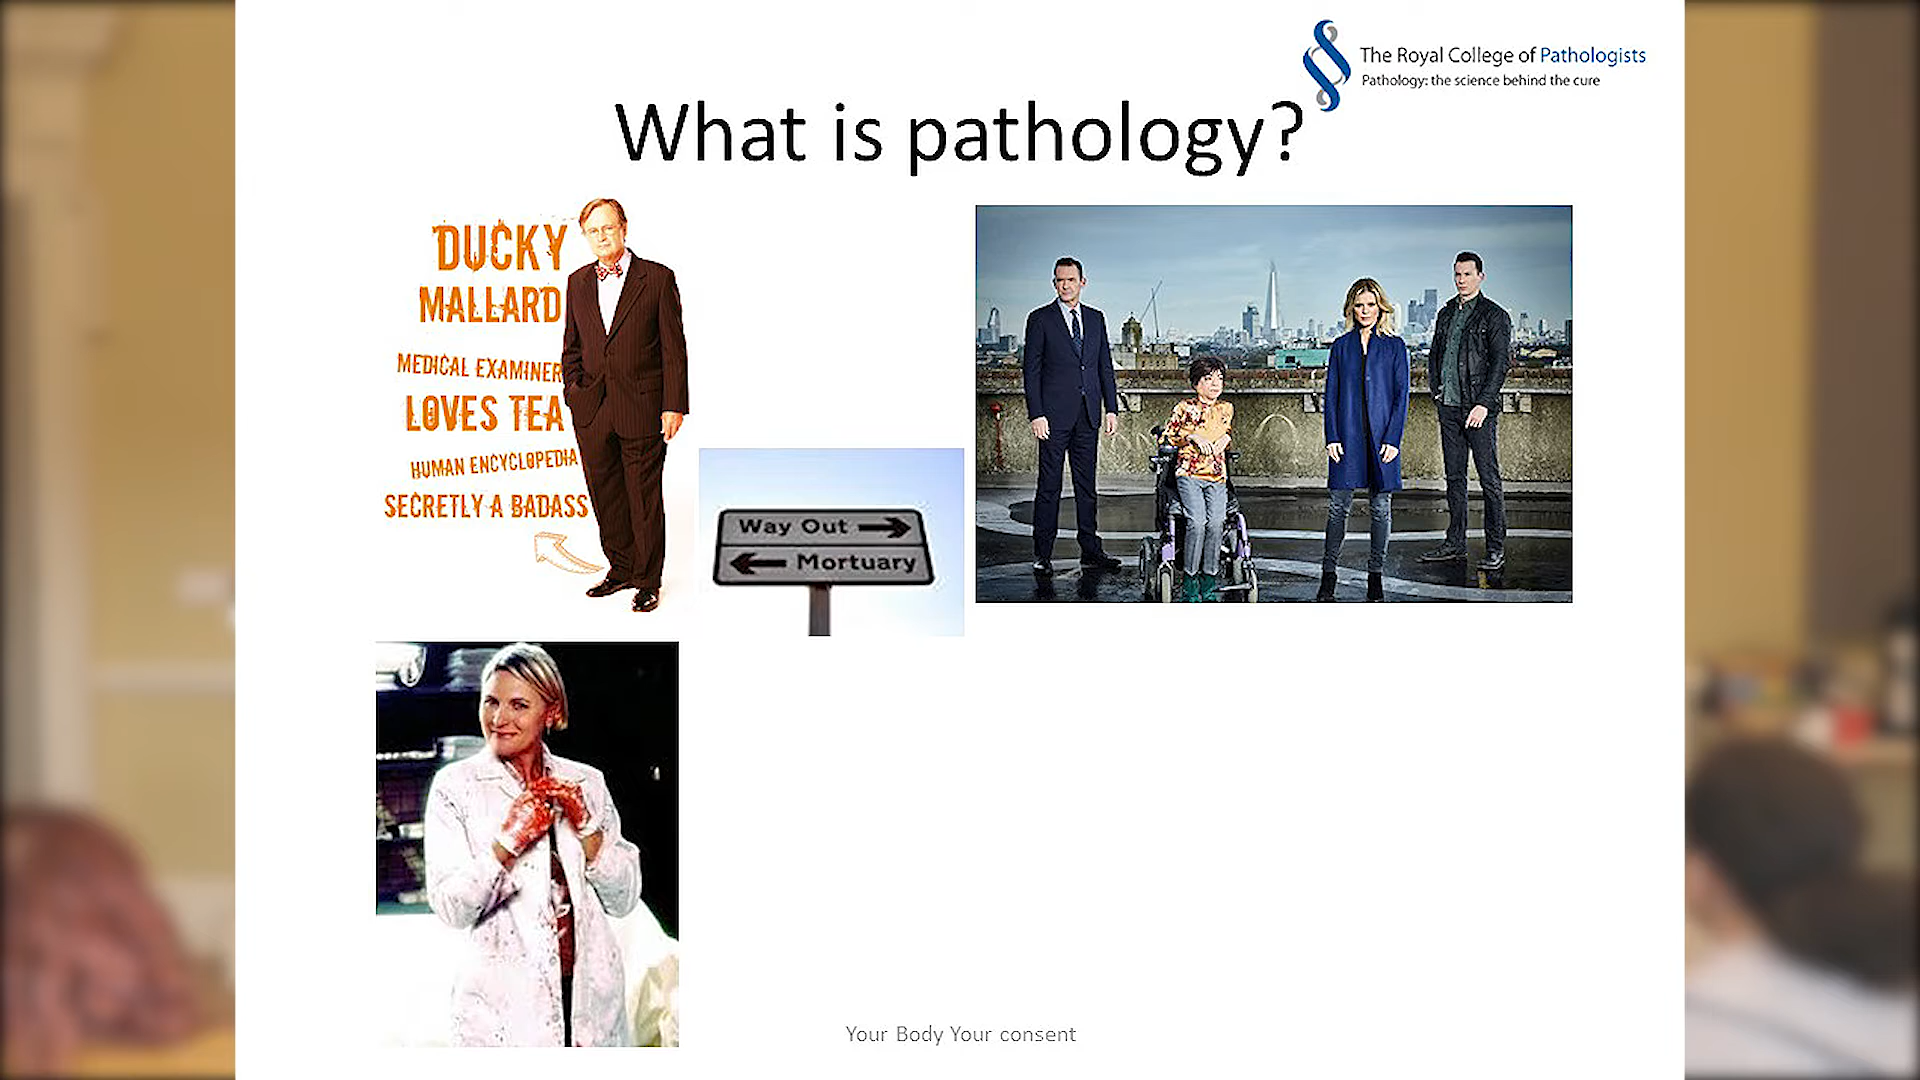 The Royal College of Pathologists
Pathology: the science behind the cure
What is pathology?
DUCKY
MALLARD
MEDICAL EXAMINER
LOVES TEA
HUMAN ENCYCLOPEDIA
SECRETLY A BADASS
Way Out
Mortuary
Your Body Your consent